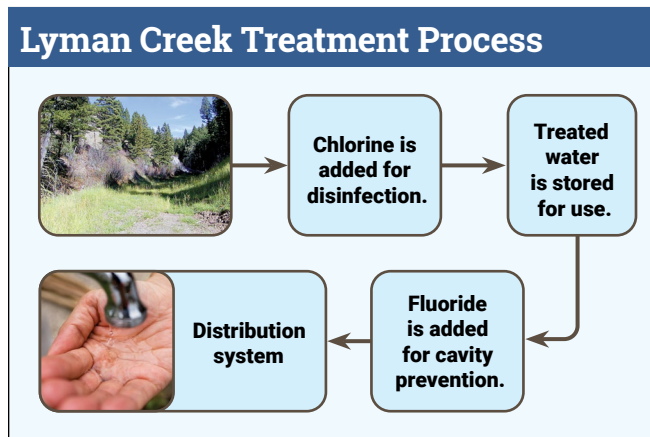 Lyman Creek Treatment Process
Chlorine is
added for
disinfection.
Treated
water
is stored
for use.
Fluoride
is added
for cavity
prevention.
Distribution
system